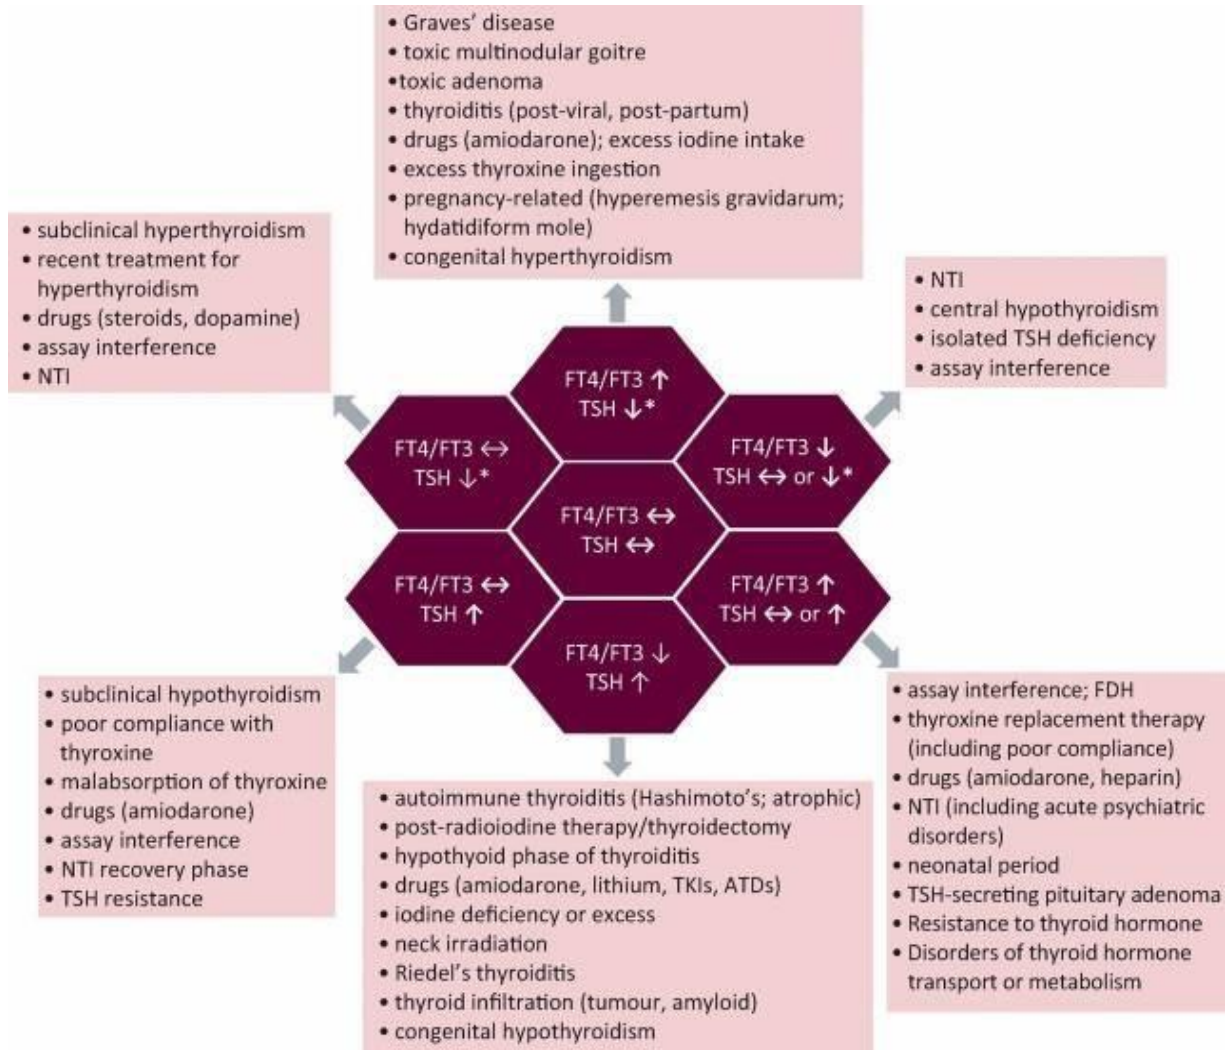 • Graves’ disease
• toxic multinodular goitre
•toxic adenoma
• thyroiditis (post-viral, post-partum)
• drugs (amiodarone); excess iodine intake
• excess thyroxine ingestion
• pregnancy-related (hyperemesis gravidarum;
hydatidiform mole)
• congenital hyperthyroidism
• subclinical hyperthyroidism
• recent treatment for
hyperthyroidism
• drugs (steroids, dopamine)
• assay interference
• NTI
• NTI
• central hypothyroidism
• isolated TSH deficiency
• assay interference
FT4/FT3 ↑
TSH ↓*
FT4/FT3 ↔
TSH ↓*
FT4/FT3 ↓
TSH ↔ or ↓*
FT4/FT3 ↔
TSH ↔
FT4/FT3 ↔
TSH ↑
FT4/FT3 ↑
TSH ↔ or ↑
FT4/FT3 ↓
TSH ↑
• subclinical hypothyroidism
• poor compliance with
thyroxine
• malabsorption of thyroxine
• drugs (amiodarone)
• assay interference
• NTI recovery phase
• TSH resistance
• autoimmune thyroiditis (Hashimoto’s; atrophic)
• post-radioiodine therapy/thyroidectomy
• hypothyoid phase of thyroiditis
• drugs (amiodarone, lithium, TKIs, ATDs)
• iodine deficiency or excess
• neck irradiation
• Riedel’s thyroiditis
• thyroid infiltration (tumour, amyloid)
• congenital hypothyroidism
• assay interference; FDH
• thyroxine replacement therapy
(including poor compliance)
• drugs (amiodarone, heparin)
• NTI (including acute psychiatric
disorders)
• neonatal period
• TSH-secreting pituitary adenoma
• Resistance to thyroid hormone
• Disorders of thyroid hormone
transport or metabolism